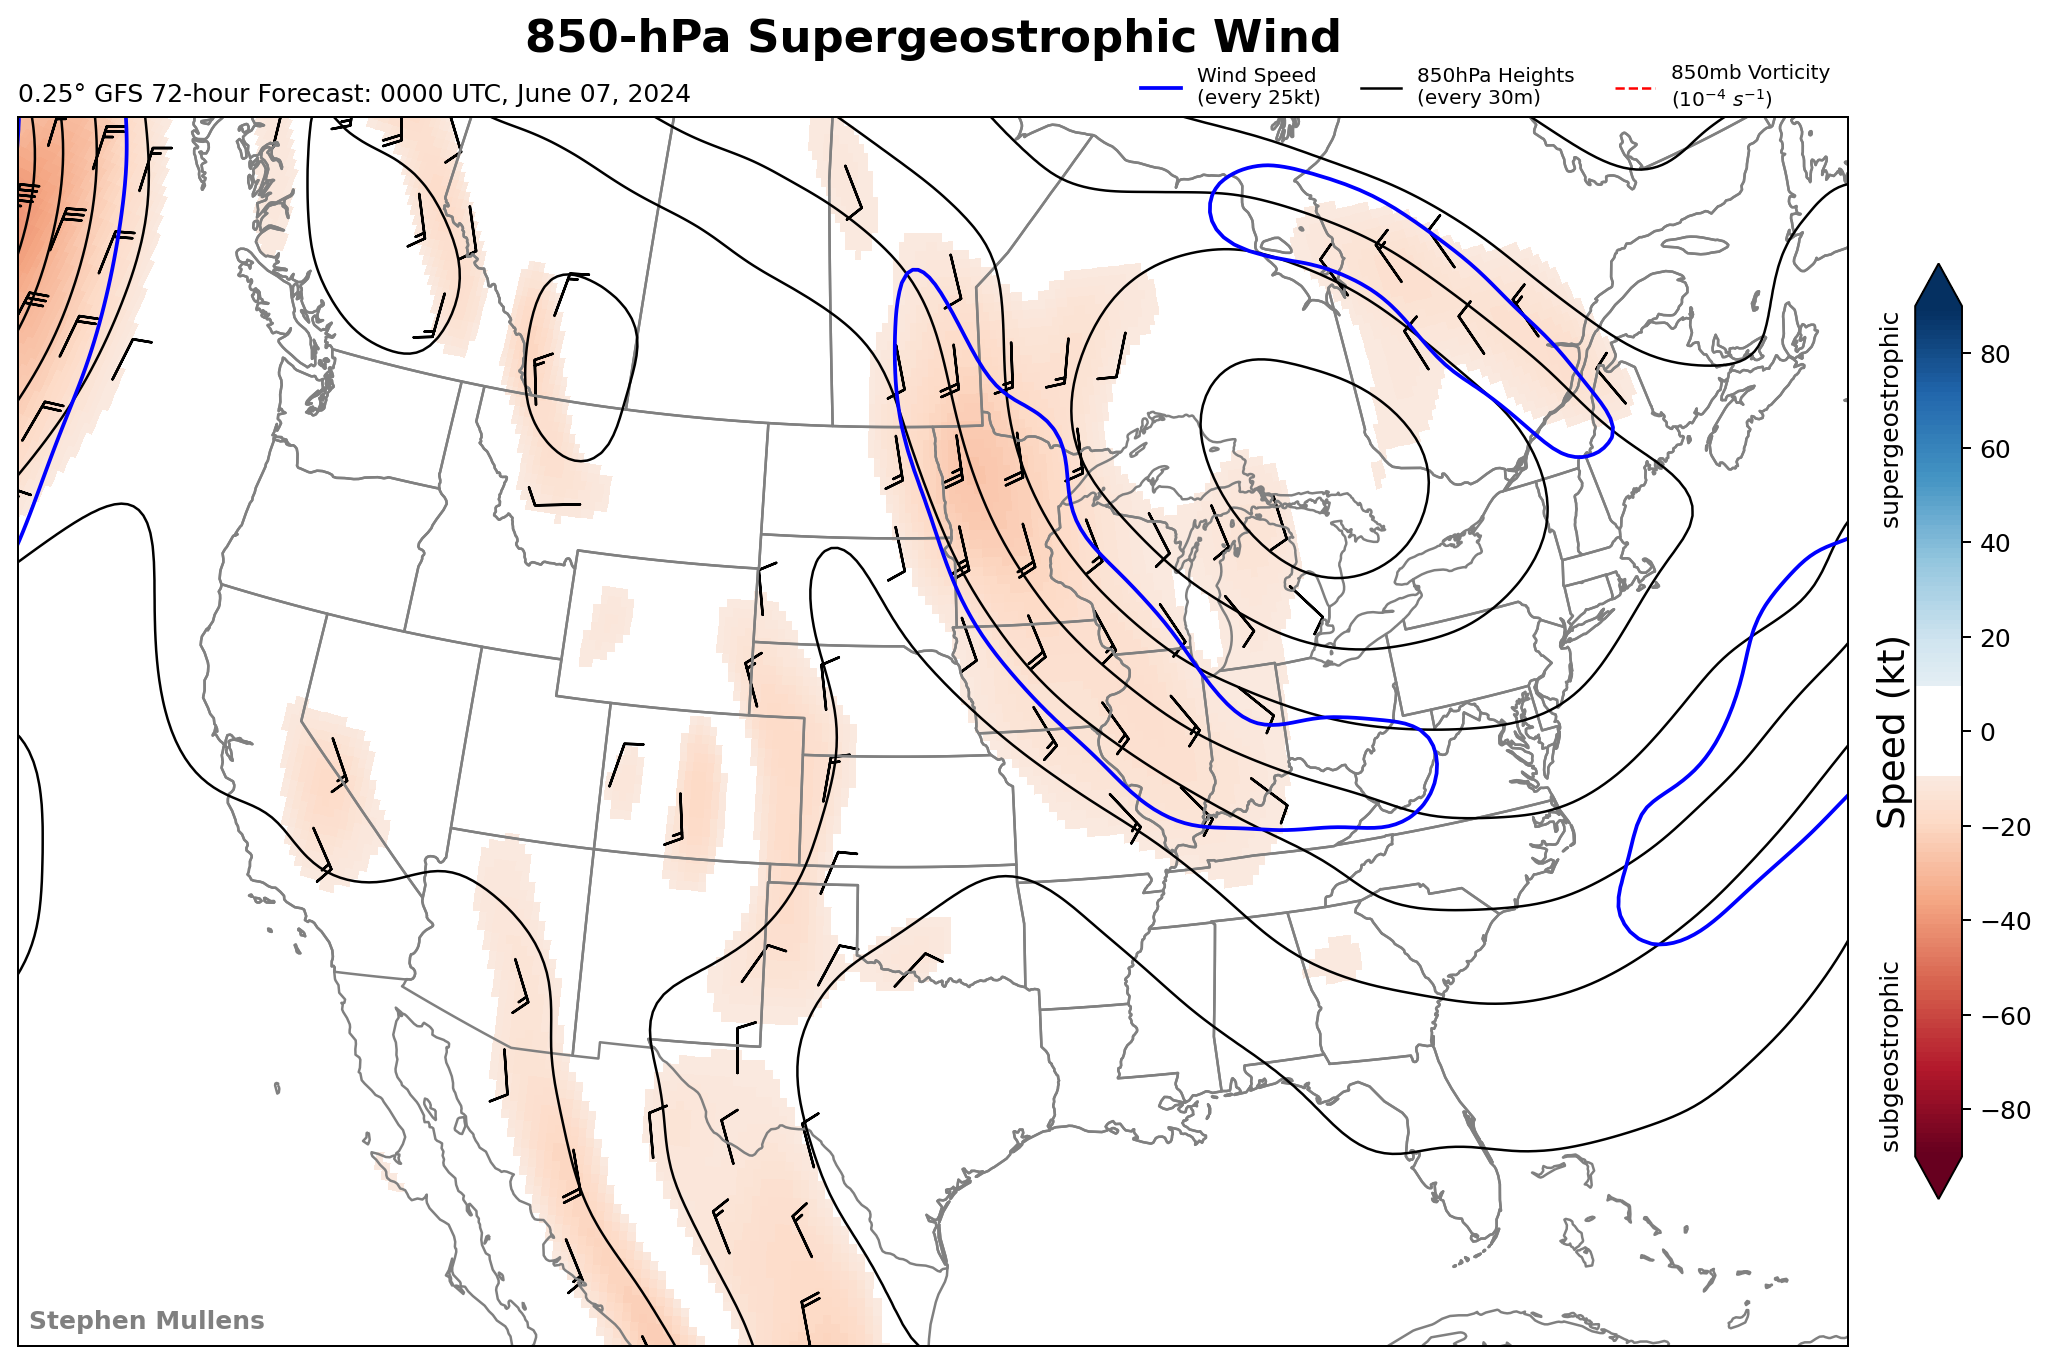 850-hPa Supergeostrophic Wind
0.25° GFS 72-hour Forecast: 0000 UTC, June 07, 2024
Wind Speed
(every 25kt)
850hPa Heights
(every 30m)
850mb Vorticity
(10⁻⁴ s⁻¹)
supergeostrophic
Speed (kt)
subgeostrophic
80
60
40
20
0
−20
−40
−60
−80
Stephen Mullens